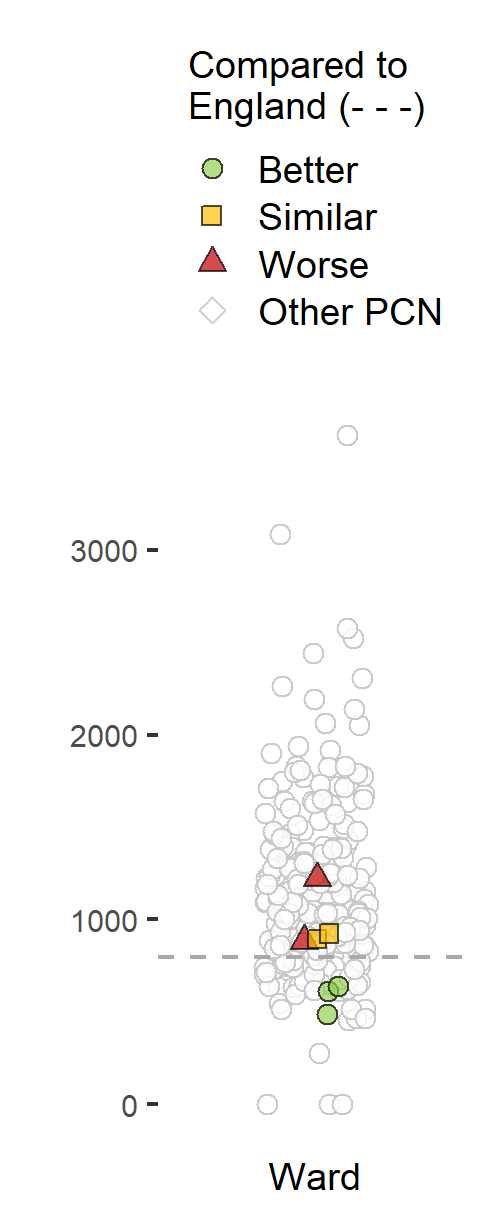 Compared to
England (- - -)
Better
Similar
Worse
Other PCN
3000
2000
1000
0
Ward